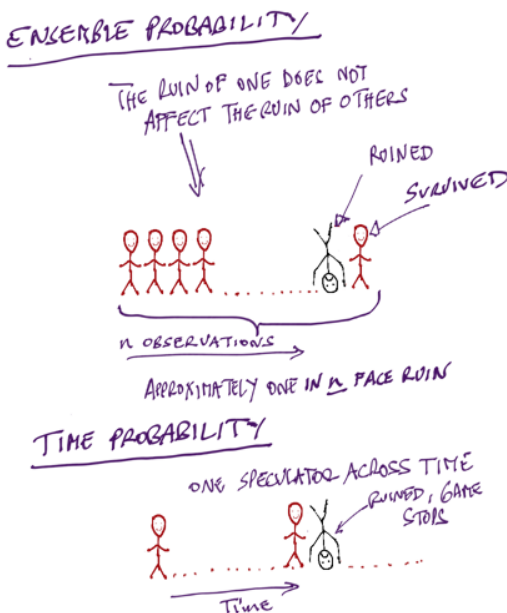 ENSEMBLE PROBABILITY
THE RUIN OF ONE DOES NOT
AFFECT THE RUIN OF OTHERS
RUINED
SURVIVED
n OBSERVATIONS
APPROXIMATELY ONE IN n FACE RUIN
TIME PROBABILITY
ONE SPECULATOR ACROSS TIME
RUINED, GAME
STOPS
Time